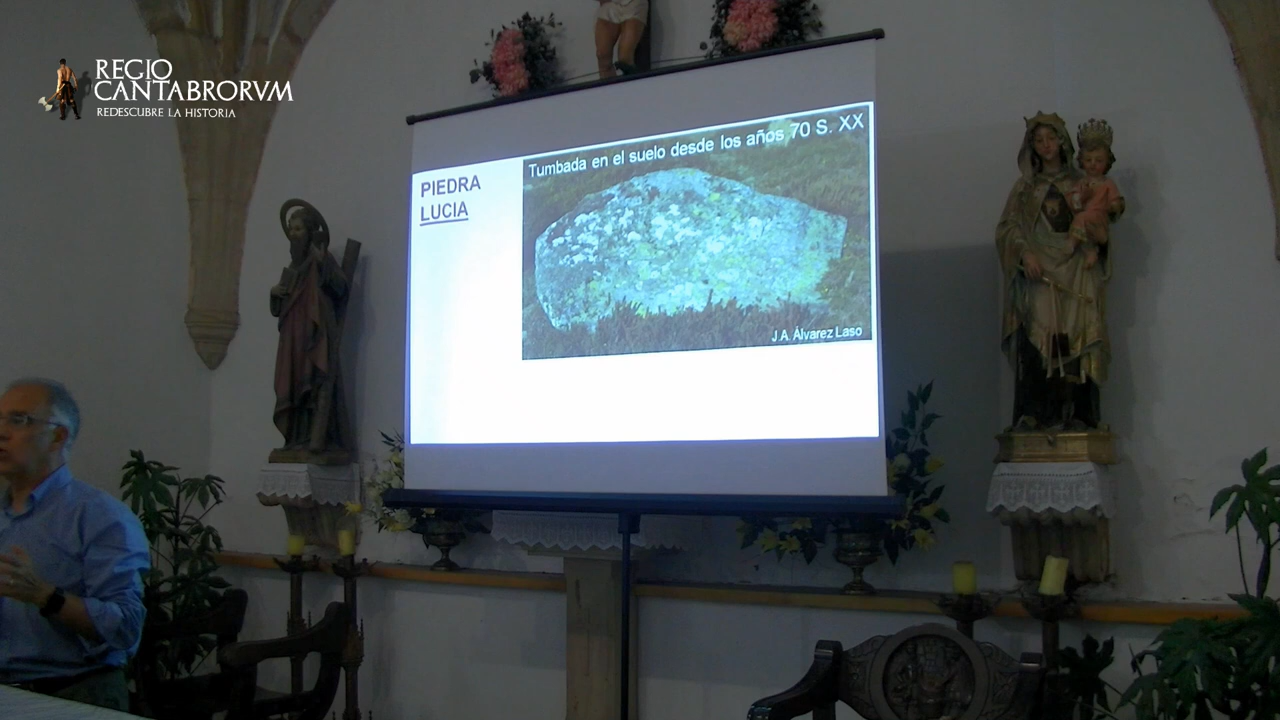 REGIO
CANTABRORVM
REDESCUBRE LA HISTORIA
PIEDRA
LUCIA
Tumbada en el suelo desde los años 70 S. XX
J.A. Álvarez Laso